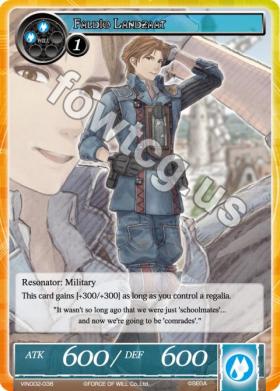 Faldio Landzaat
WILL
1
fowtcg.us
Resonator: Military
This card gains [+300/+300] as long as you control a regalia.
"It wasn't so long ago that we were just 'schoolmates'...
and now we're going to be 'comrades'."
ATK 600/ DEF 600
VIN002-036 ©FORCE OF WILL Co.,Ltd. ©SEGA